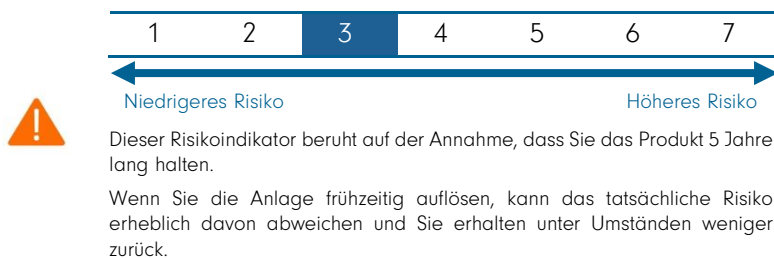 1 2 3 4 5 6 7
Niedrigeres Risiko Höheres Risiko
Dieser Risikoindikator beruht auf der Annahme, dass Sie das Produkt 5 Jahre
lang halten.
Wenn Sie die Anlage frühzeitig auflösen, kann das tatsächliche Risiko
erheblich davon abweichen und Sie erhalten unter Umständen weniger
zurück.